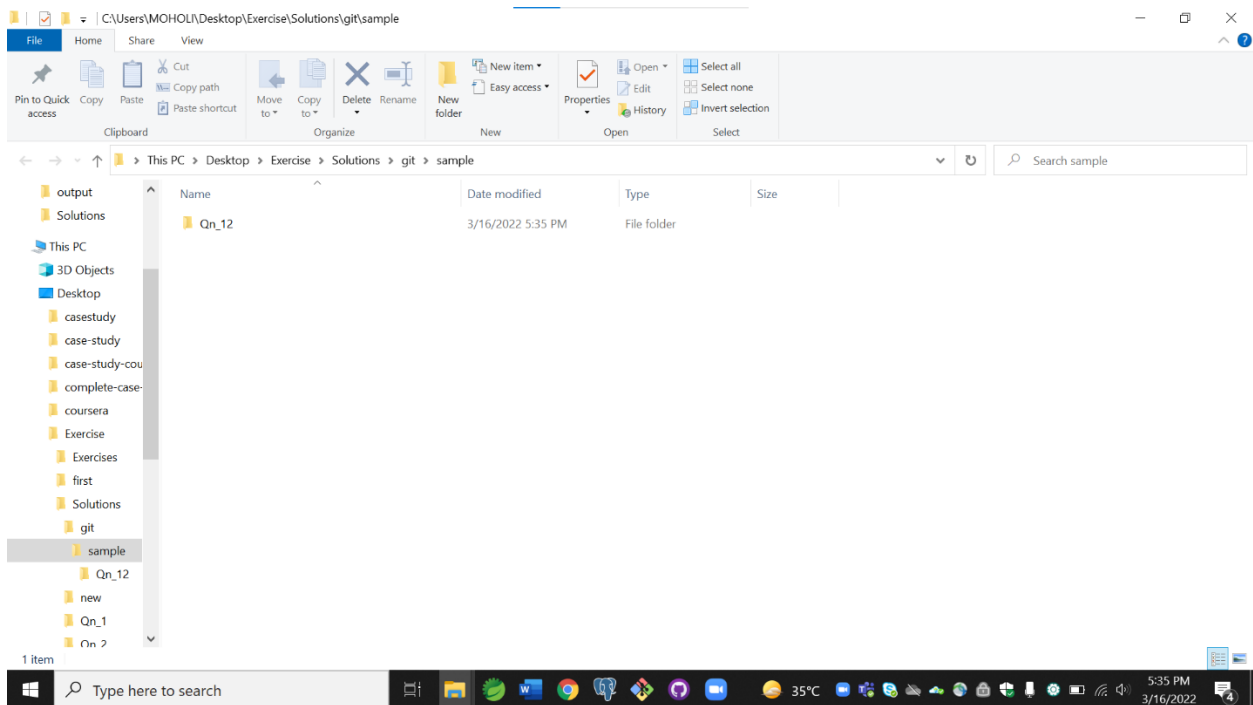 C:\Users\MOHOLI\Desktop\Exercise\Solutions\git\sample
File Home Share View
Pin to Quick access
Copy
Paste
Cut
Copy path
Paste shortcut
Move to
Copy to
Delete
Rename
New folder
New item
Easy access
Properties
Open
Edit
History
Select all
Select none
Invert selection
Clipboard Organize New Open Select
This PC > Desktop > Exercise > Solutions > git > sample
Search sample
Name Date modified Type Size
Qn_12 3/16/2022 5:35 PM File folder
output
Solutions
This PC
3D Objects
Desktop
casestudy
case-study
case-study-cou
complete-case-
coursera
Exercise
Exercises
first
Solutions
git
sample
Qn_12
new
Qn_1
Qn_2
1 item
Type here to search
35°C
5:35 PM
3/16/2022
4